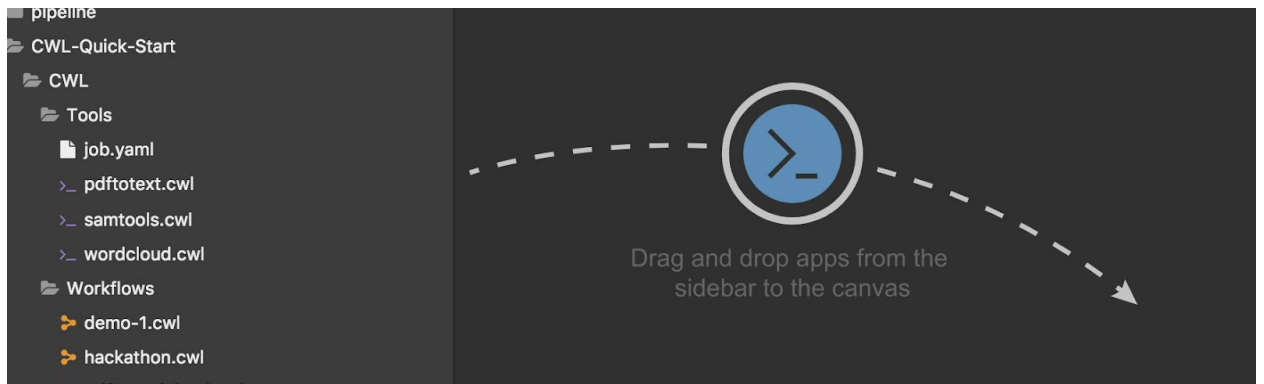 pipeline
CWL-Quick-Start
CWL
Tools
job.yaml
pdftotext.cwl
samtools.cwl
wordcloud.cwl
Workflows
demo-1.cwl
hackathon.cwl
Drag and drop apps from the
sidebar to the canvas